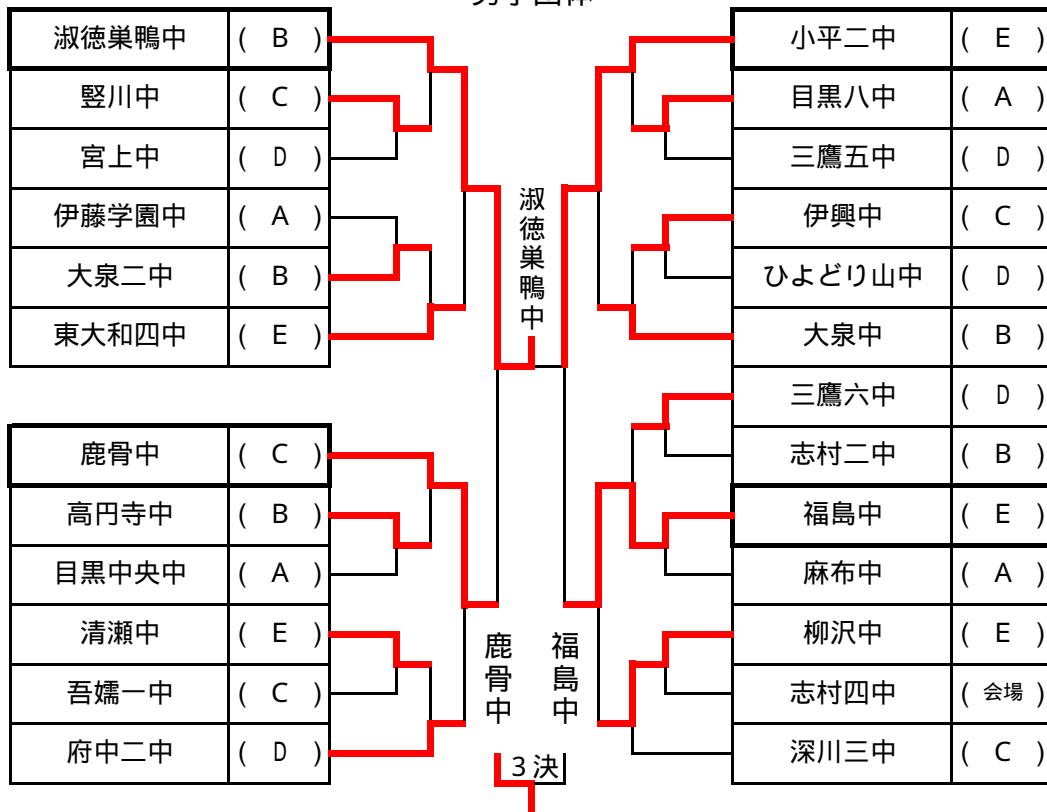 淑徳巣鴨中 ( B )
竪川中 ( C )
宮上中 ( D )
伊藤学園中 ( A )
大泉二中 ( B )
東大和四中 ( E )
鹿骨中 ( C )
高円寺中 ( B )
目黒中央中 ( A )
清瀬中 ( E )
吾嬬一中 ( C )
府中二中 ( D )
淑徳巣鴨中
鹿骨中
福島中
3決
小平二中 ( E )
目黒八中 ( A )
三鷹五中 ( D )
伊興中 ( C )
ひよどり山中 ( D )
大泉中 ( B )
三鷹六中 ( D )
志村二中 ( B )
福島中 ( E )
麻布中 ( A )
柳沢中 ( E )
志村四中 ( 会場 )
深川三中 ( C )